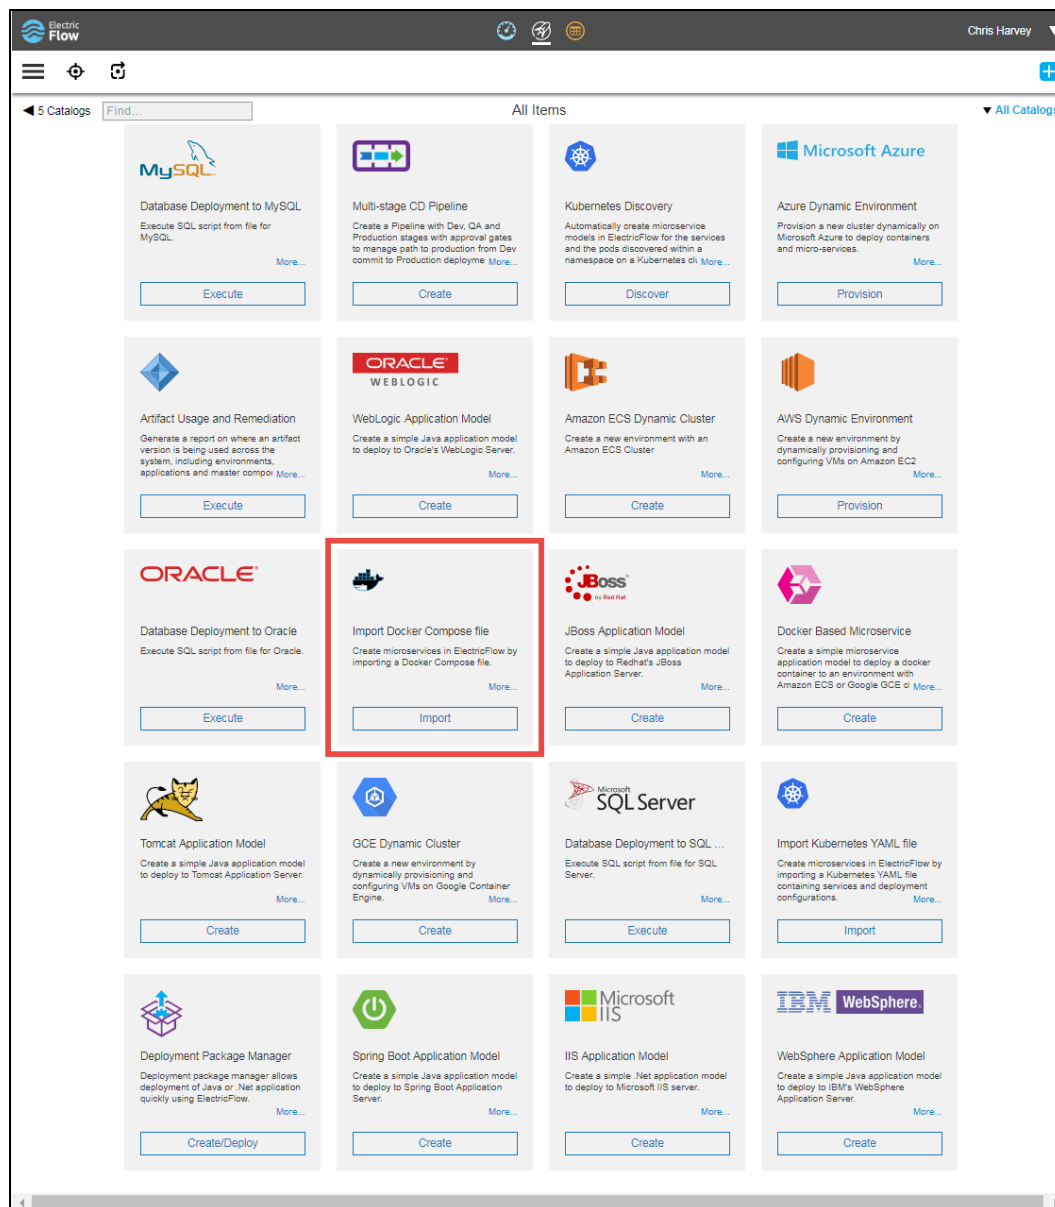 Electric
Flow
Chris Harvey
5 Catalogs
Find...
All Items
All Catalogs
MySQL
Database Deployment to MySQL
Execute SQL script from file for
MySQL.
More...
Execute
Multi-stage CD Pipeline
Create a Pipeline with Dev, QA and
Production stages with approval gates
to manage path to production from Dev
commit to Production deployme More...
Create
Kubernetes Discovery
Automatically create microservice
models in ElectricFlow for the services
and the pods discovered within a
namespace on a Kubernetes clu More...
Discover
Microsoft Azure
Azure Dynamic Environment
Provision a new cluster dynamically on
Microsoft Azure to deploy containers
and micro-services.
More...
Provision
Artifact Usage and Remediation
Generate a report on where an artifact
version is being used across the
system, including environments,
applications and master compor More...
Execute
ORACLE
WEBLOGIC
WebLogic Application Model
Create a simple Java application model
to deploy to Oracle's WebLogic Server.
More...
Create
Amazon ECS Dynamic Cluster
Create a new environment with an
Amazon ECS Cluster
More...
Create
AWS Dynamic Environment
Create a new environment by
dynamically provisioning and
configuring VMs on Amazon EC2
More...
Provision
ORACLE
Database Deployment to Oracle
Execute SQL script from file for Oracle.
More...
Execute
Import Docker Compose file
Create microservices in ElectricFlow by
importing a Docker Compose file.
More...
Import
JBoss
by Red Hat
JBoss Application Model
Create a simple Java application model
to deploy to Redhat's JBoss
Application Server.
More...
Create
Docker Based Microservice
Create a simple microservice
application model to deploy a docker
container to an environment with
Amazon ECS or Google GCE cl More...
Create
Tomcat Application Model
Create a simple Java application model
to deploy to Tomcat Application Server.
More...
Create
GCE Dynamic Cluster
Create a new environment by
dynamically provisioning and
configuring VMs on Google Container
Engine. More...
Create
Microsoft
SQL Server
Database Deployment to SQL ...
Execute SQL script from file for SQL
Server.
More...
Execute
Import Kubernetes YAML file
Create microservices in ElectricFlow by
importing a Kubernetes YAML file
containing services and deployment
configurations. More...
Import
Deployment Package Manager
Deployment package manager allows
deployment of Java or .Net application
quickly using ElectricFlow.
More...
Create/Deploy
Spring Boot Application Model
Create a simple Java application model
to deploy to Spring Boot Application
Server.
More...
Create
Microsoft
IIS
IIS Application Model
Create a simple .Net application model
to deploy to Microsoft IIS server.
More...
Create
IBM WebSphere.
WebSphere Application Model
Create a simple Java application model
to deploy to IBM's WebSphere
Application Server.
More...
Create